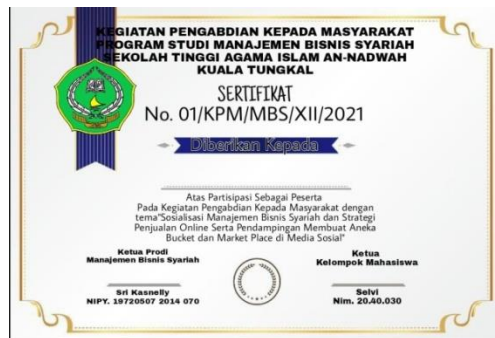 KEGIATAN PENGABDIAN KEPADA MASYARAKAT
PROGRAM STUDI MANAJEMEN BISNIS SYARIAH
SEKOLAH TINGGI AGAMA ISLAM AN-NADWAH
KUALA TUNGKAL
SERTIFIKAT
No. 01/KPM/MBS/XII/2021
Diberikan Kepada
Atas Partisipasi Sebagai Peserta
Pada Kegiatan Pengabdian Kepada Masyarakat dengan
tema"Sosialisasi Manajemen Bisnis Syariah dan Strategi
Penjualan Online Serta Pendampingan Membuat Aneka
Bucket dan Market Place di Media Sosial"
Ketua Prodi
Manajemen Bisnis Syariah
Sri Kasnelly
NIPY. 19720507 2014 070
Ketua
Kelompok Mahasiswa
Selvi
Nim. 20.40.030